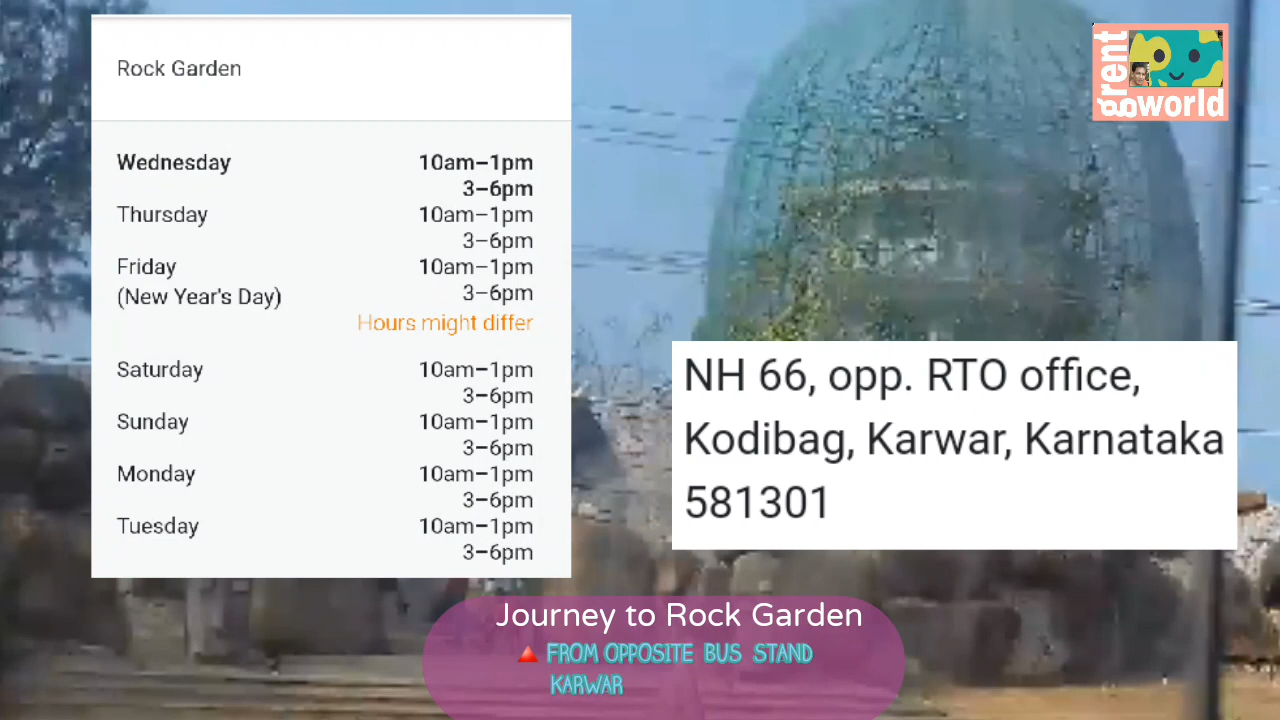 Rock Garden
Wednesday 10am–1pm
3–6pm
Thursday 10am–1pm
3–6pm
Friday 10am–1pm
(New Year's Day) 3–6pm
Hours might differ
Saturday 10am–1pm
3–6pm
Sunday 10am–1pm
3–6pm
Monday 10am–1pm
3–6pm
Tuesday 10am–1pm
3–6pm
world
NH 66, opp. RTO office,
Kodibag, Karwar, Karnataka
581301
Journey to Rock Garden
FROM OPPOSITE BUS STAND
KARWAR